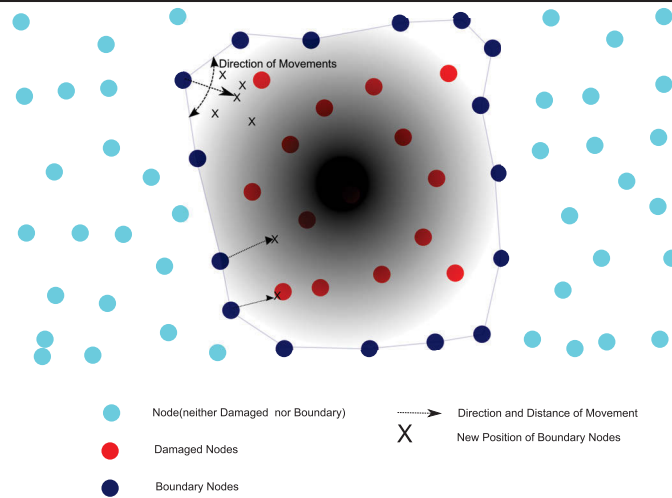 Direction of Movements
X
X
X
X
X
X
X
Node(neither Damaged nor Boundary)
Direction and Distance of Movement
X
New Position of Boundary Nodes
Damaged Nodes
Boundary Nodes